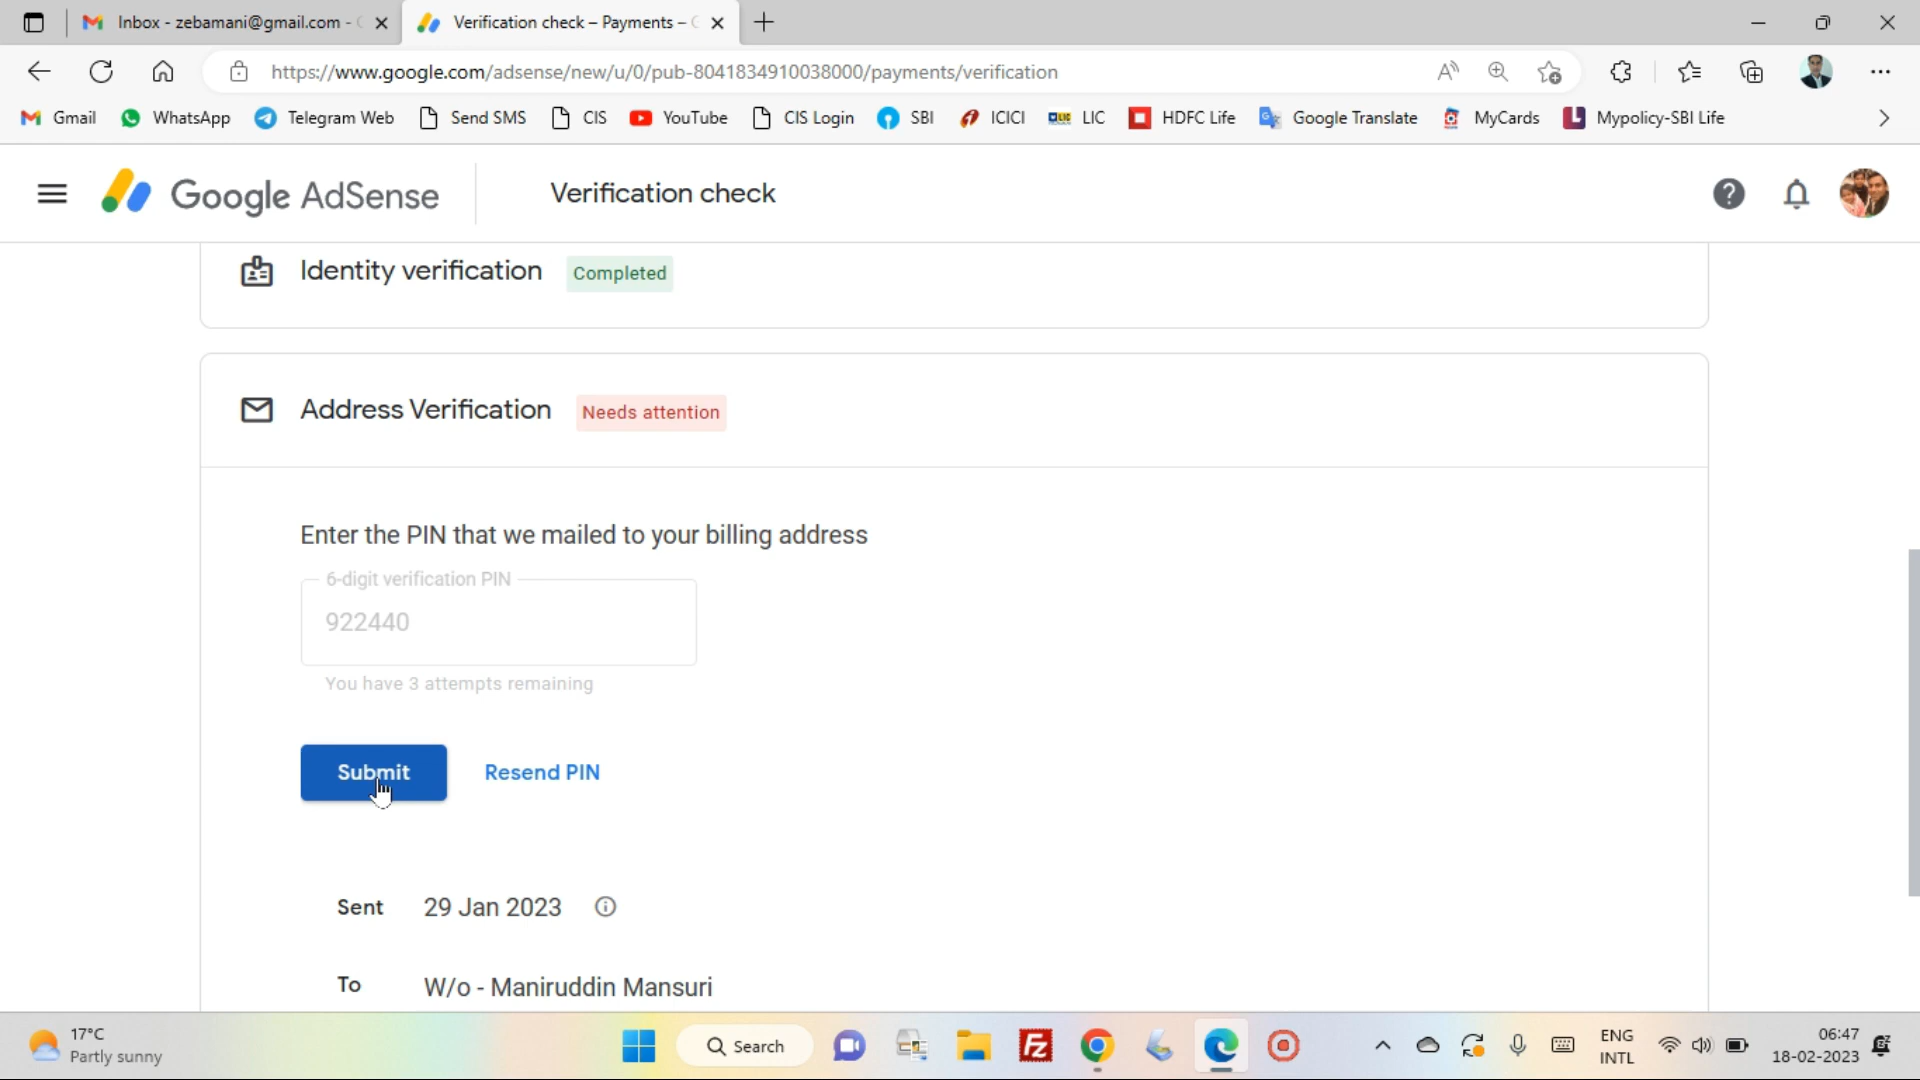 Inbox - zebamani@gmail.com -
Verification check – Payments –
https://www.google.com/adsense/new/u/0/pub-8041834910038000/payments/verification
Gmail WhatsApp Telegram Web Send SMS CIS YouTube CIS Login SBI ICICI LIC HDFC Life Google Translate MyCards Mypolicy-SBI Life
Google AdSense
Verification check
Identity verification Completed
Address Verification Needs attention
Enter the PIN that we mailed to your billing address
6-digit verification PIN
922440
You have 3 attempts remaining
Submit Resend PIN
Sent 29 Jan 2023
To W/o - Maniruddin Mansuri
17°C
Partly sunny
Search
ENG
INTL
06:47
18-02-2023